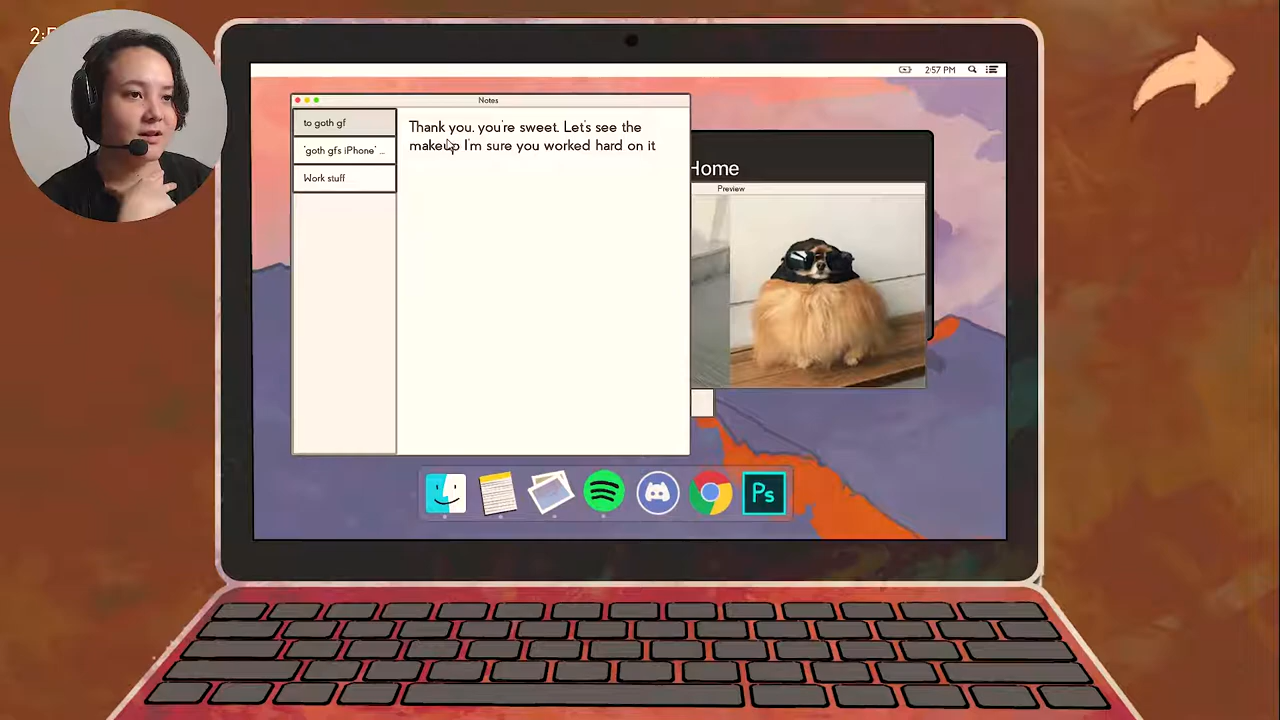 2:57 PM
Notes
to goth gf
'goth gfs iPhone' ...
Work stuff
Thank you, you're sweet. Let's see the
makeup I'm sure you worked hard on it
Home
Preview
Ps